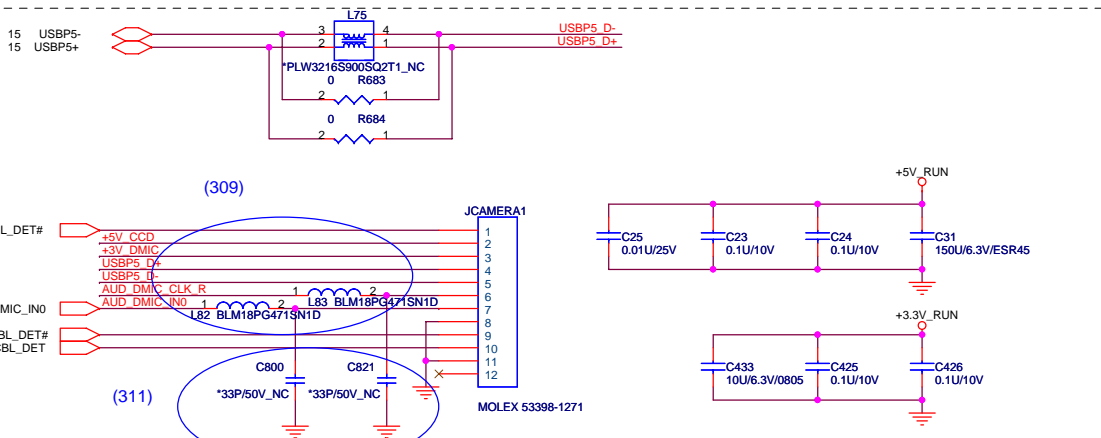 L75
15 USBP5- 3 4 USBP5_D-
15 USBP5+ 2 1 USBP5_D+
*PLW3216S900SQ2T1_NC
0 R683
2 1
0 R684
2 1
(309)
+5V_RUN
JCAMERA1
L_DET# 1
+5V_CCD 2
+3V_DMIC 3
USBP5_D+ 4
USBP5_D- 5
AUD_DMIC_CLK_R 1 2 6
MIC_IN0 AUD_DMIC_IN0 1 2 L83 BLM18PG471SN1D 7
L82 BLM18PG471SN1D
8
BL_DET# 9
CBL_DET 10
11
12
C25
0.01U/25V
C23
0.1U/10V
C24
0.1U/10V
C31
150U/6.3V/ESR45
+3.3V_RUN
(311)
C800
*33P/50V_NC
C821
*33P/50V_NC
MOLEX 53398-1271
C433
10U/6.3V/0805
C425
0.1U/10V
C426
0.1U/10V